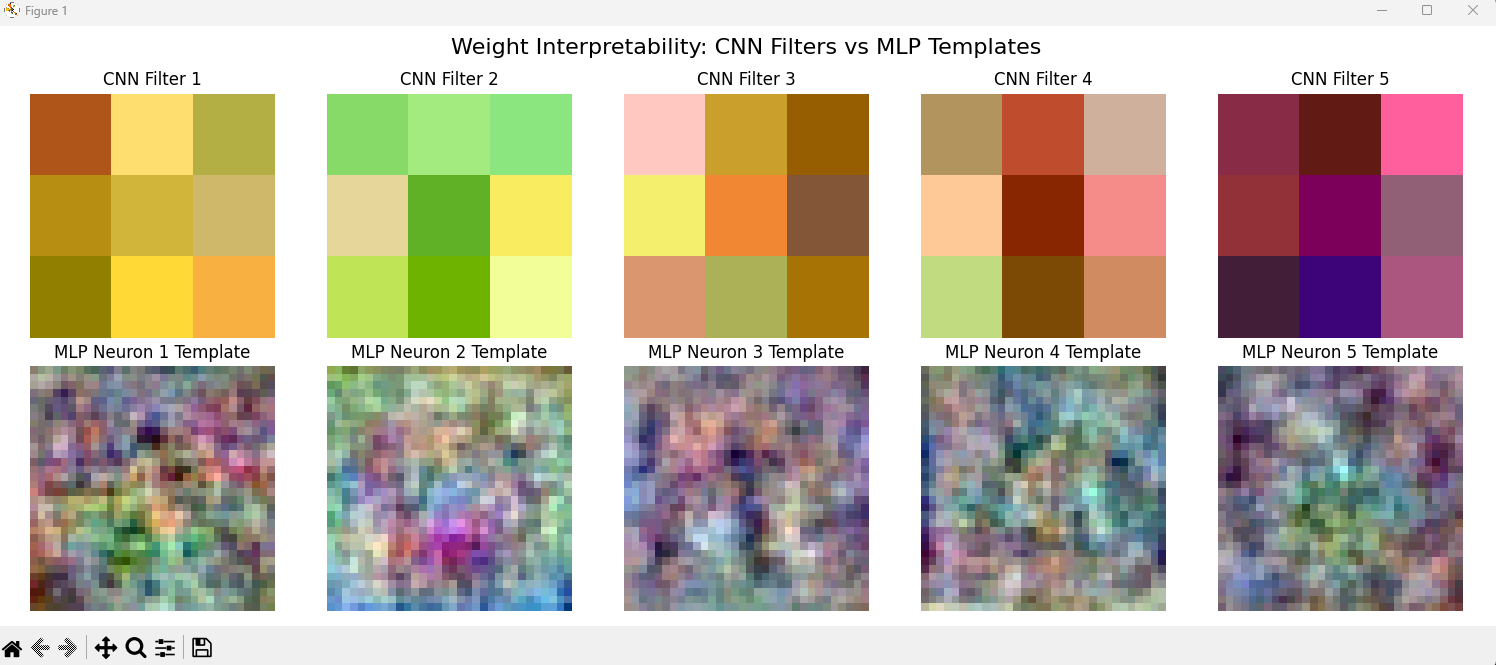 Figure 1
Weight Interpretability: CNN Filters vs MLP Templates
CNN Filter 1
CNN Filter 2
CNN Filter 3
CNN Filter 4
CNN Filter 5
MLP Neuron 1 Template
MLP Neuron 2 Template
MLP Neuron 3 Template
MLP Neuron 4 Template
MLP Neuron 5 Template